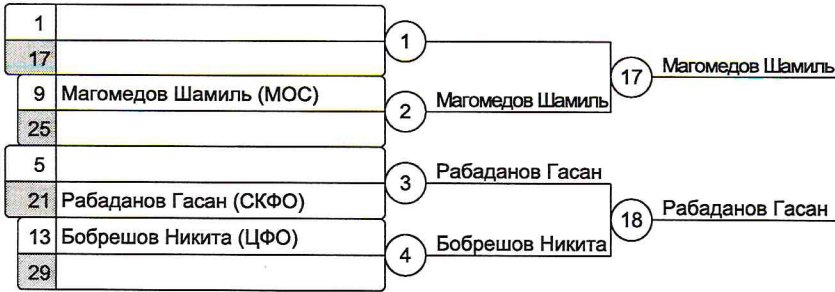 1
17
1
9 Магомедов Шамиль (МОС)
25
2 Магомедов Шамиль
17 Магомедов Шамиль
5
21 Рабаданов Гасан (СКФО)
3 Рабаданов Гасан
13 Бобрешов Никита (ЦФО)
29
4 Бобрешов Никита
18 Рабаданов Гасан